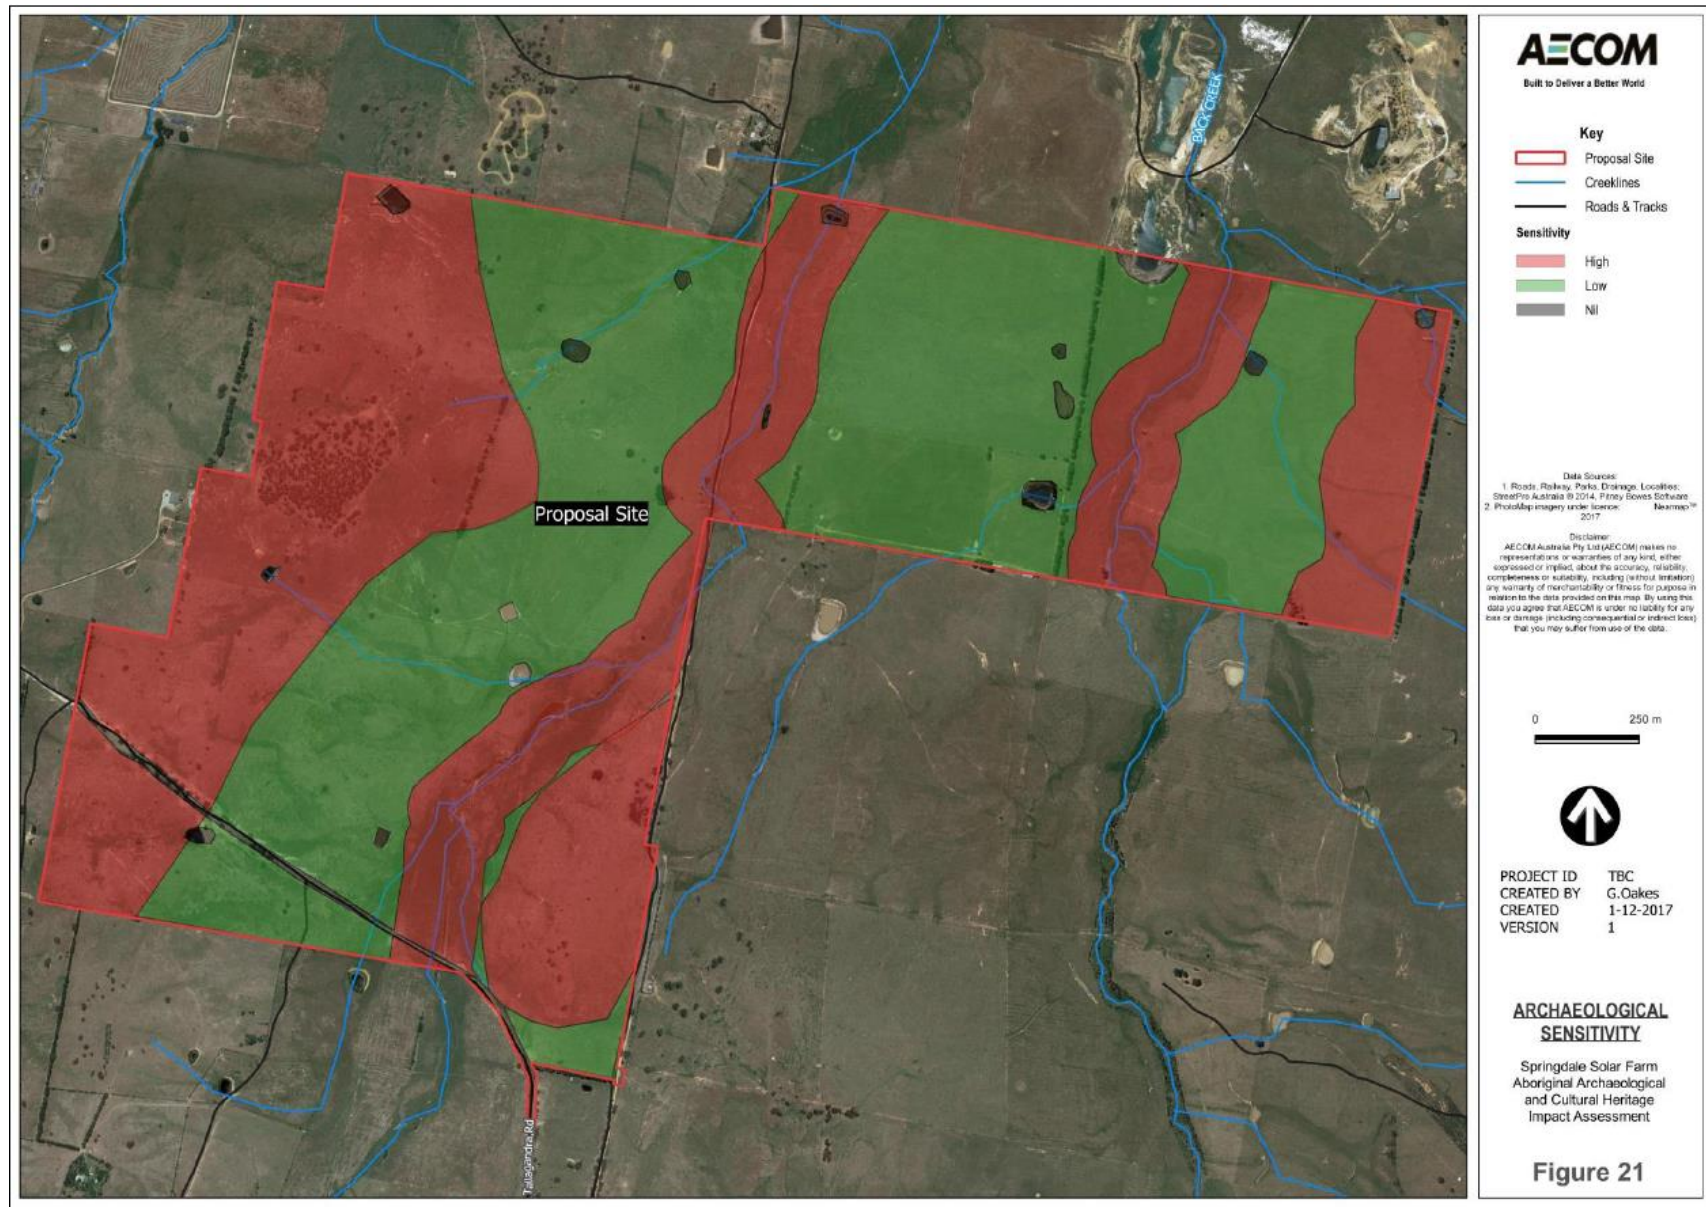 BACK CREEK
Proposal Site
Tallagandra Rd
AECOM
Built to Deliver a Better World
Key
Proposal Site
Creeklines
Roads & Tracks
Sensitivity
High
Low
Nil
Data Sources:
1. Roads, Railway, Parks, Drainage, Localities:
StreetPro Australia © 2014, Pitney Bowes Software
2. PhotoMap imagery under licence: Nearmap™
2017
Disclaimer
AECOM Australia Pty Ltd (AECOM) makes no
representations or warranties of any kind, either
expressed or implied, about the accuracy, reliability,
completeness or suitability, including (without limitation)
any warranty of merchantability or fitness for purpose in
relation to the data provided on this map. By using this
data you agree that AECOM is under no liability for any
loss or damage (including consequential or indirect loss)
that you may suffer from use of the data.
0 250 m
PROJECT ID TBC
CREATED BY G.Oakes
CREATED 1-12-2017
VERSION 1
ARCHAEOLOGICAL
SENSITIVITY
Springdale Solar Farm
Aboriginal Archaeological
and Cultural Heritage
Impact Assessment
Figure 21